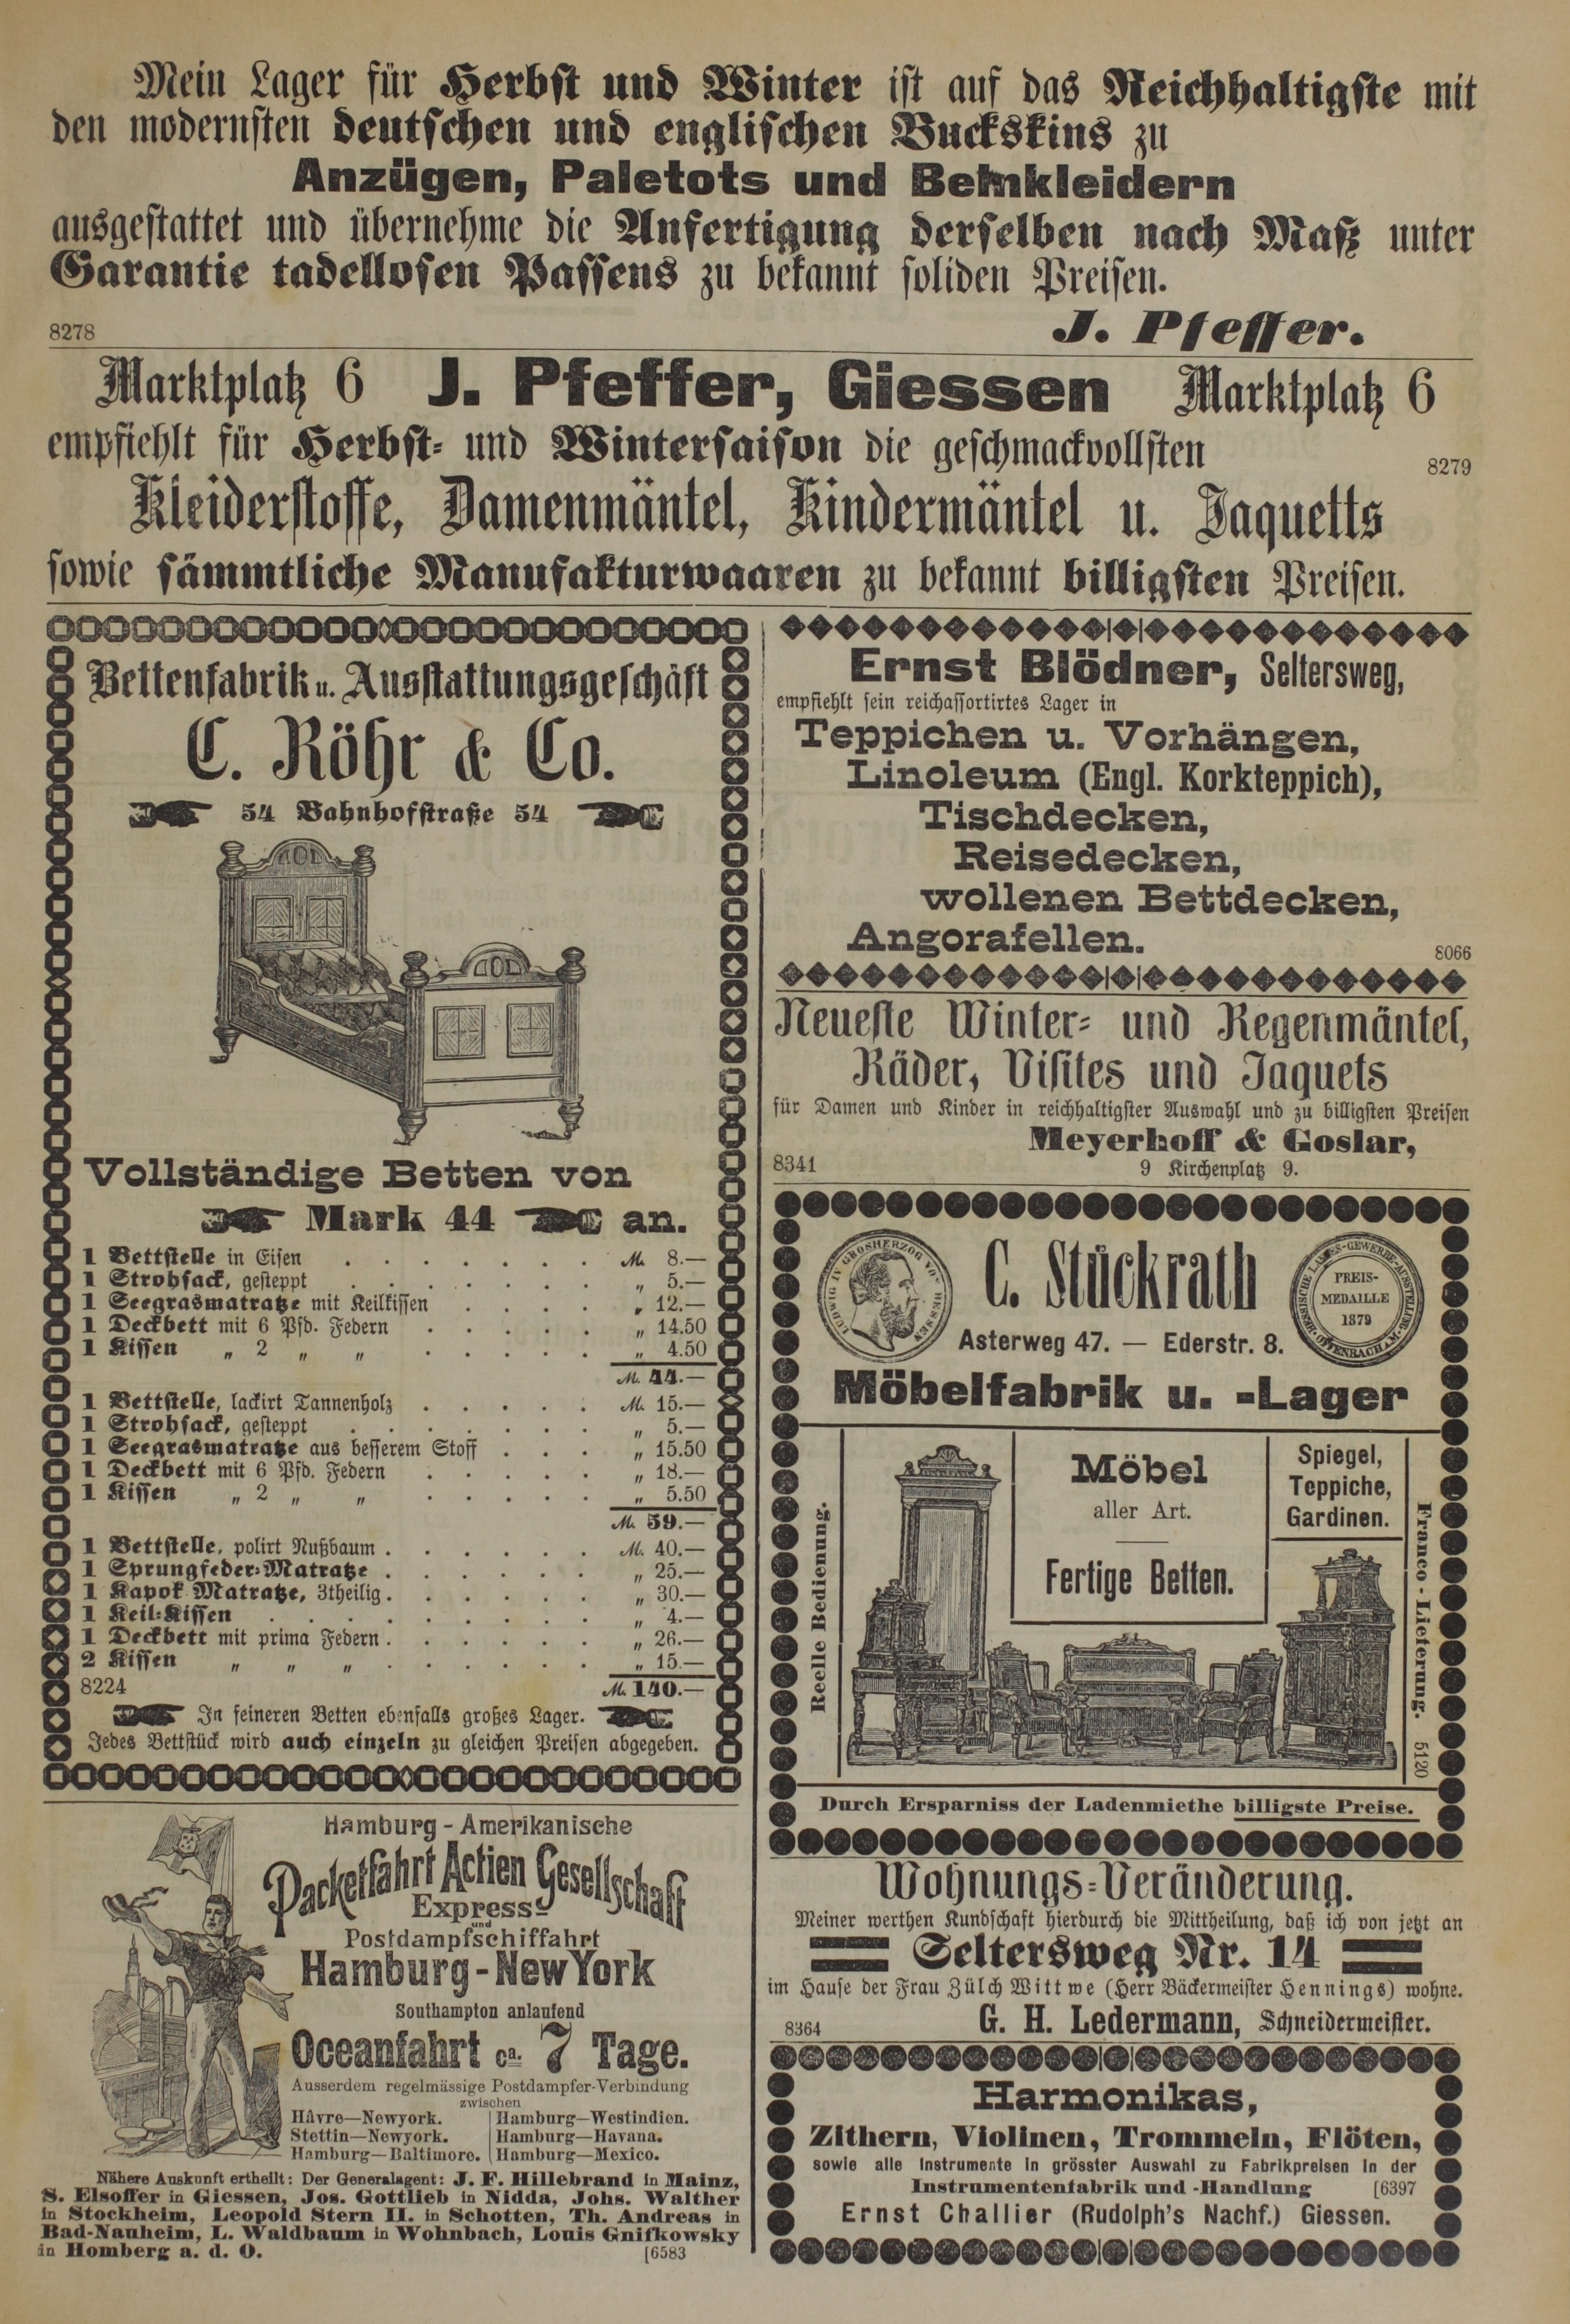 Mein Lager für Herbst und Winter ist auf das Reichhaltigste mit
den modernsten deutschen und englischen Buckskins zu
Anzügen, Paletots und Beinkleidern
ausgestattet und übernehme die Anfertigung derselben nach Maß unter
Garantie tadellosen Passens zu bekannt soliden Preisen.
8278 J. Pfeffer.
Marktplatz 6 J. Pfeffer, Giessen Marktplatz 6
empfiehlt für Herbst- und Wintersaison die geschmackvollsten
8279
Kleiderstoffe, Damenmäntel, Kindermäntel u. Jaquetts
sowie sämmtliche Manufakturwaaren zu bekannt billigsten Preisen.
Bettenfabrik u. Ausstattungsgeschäft
C. Röhr & Co.
54 Bahnhofstraße 54
Vollständige Betten von
Mark 44 an.
1 Bettstelle in Eisen . . . . . . . M. 8.—
1 Strohsack, gesteppt . . . . . . . „ 5.—
1 Seegrasmatratze mit Keilkissen . . . . „ 12.—
1 Deckbett mit 6 Pfd. Federn . . . . . „ 14.50
1 Kissen „ 2 „ „ . . . . . „ 4.50
M. 44.—
1 Bettstelle, lackirt Tannenholz . . . . . M. 15.—
1 Strohsack, gesteppt . . . . . . . „ 5.—
1 Seegrasmatratze aus besserem Stoff . . . „ 15.50
1 Deckbett mit 6 Pfd. Federn . . . . . „ 18.—
1 Kissen „ 2 „ „ . . . . . „ 5.50
M. 59.—
1 Bettstelle, polirt Nußbaum . . . . . . M. 40.—
1 Sprungfeder-Matratze . . . . . . „ 25.—
1 Kapok Matratze, 3theilig . . . . . . „ 30.—
1 Keil-Kissen . . . . . . . . . „ 4.—
1 Deckbett mit prima Federn . . . . . . „ 26.—
2 Kissen „ „ „ . . . . . . „ 15.—
8224 M. 140.—
In feineren Betten ebenfalls großes Lager.
Jedes Bettstück wird auch einzeln zu gleichen Preisen abgegeben.
Hamburg-Amerikanische
Packetfahrt Actien Gesellschaft
Express-
und
Postdampfschiffahrt
Hamburg-NewYork
Southampton anlaufend
Oceanfahrt ca. 7 Tage.
Ausserdem regelmässige Postdampfer-Verbindung
zwischen
Hâvre—Newyork. Hamburg—Westindien.
Stettin—Newyork. Hamburg—Havana.
Hamburg—Baltimore. Hamburg—Mexico.
Nähere Auskunft ertheilt: Der Generalagent: J. F. Hillebrand in Mainz,
S. Elsoffer in Giessen, Jos. Gottlieb in Nidda, Johs. Walther
in Stockheim, Leopold Stern II. in Schotten, Th. Andreas in
Bad-Nauheim, L. Waldbaum in Wohnbach, Louis Gnifkowsky
in Homberg a. d. O. [6583
Ernst Blödner, Seltersweg,
empfiehlt sein reichassortirtes Lager in
Teppichen u. Vorhängen,
Linoleum (Engl. Korkteppich),
Tischdecken,
Reisedecken,
wollenen Bettdecken,
Angorafellen. 8066
Neueste Winter- und Regenmäntel,
Räder, Visites und Jaquets
für Damen und Kinder in reichhaltigster Auswahl und zu billigsten Preisen
Meyerhoff & Goslar,
8341 9 Kirchenplatz 9.
LUDWIG IV GROSHERZOG VON HESSEN
C. Stückrath
HESSISCHE LANDES-GEWERBE-AUSSTELLUNG OFFENBACH A/M
PREIS-
MEDAILLE
1879
Asterweg 47. — Ederstr. 8.
Möbelfabrik u. -Lager
Reelle Bedienung.
Möbel
aller Art.
Fertige Betten.
Spiegel,
Teppiche,
Gardinen.
Franco-Lieferung. 5120
Durch Ersparniss der Ladenmiethe billigste Preise.
Wohnungs-Veränderung.
Meiner werthen Kundschaft hierdurch die Mittheilung, daß ich von jetzt an
Seltersweg Nr. 14
im Hause der Frau Zülch Wittwe (Herr Bäckermeister Hennings) wohne.
8364 G. H. Ledermann, Schneidermeister.
Harmonikas,
Zithern, Violinen, Trommeln, Flöten,
sowie alle Instrumente in grösster Auswahl zu Fabrikpreisen in der
Instrumentenfabrik und -Handlung [6397
Ernst Challier (Rudolph's Nachf.) Giessen.